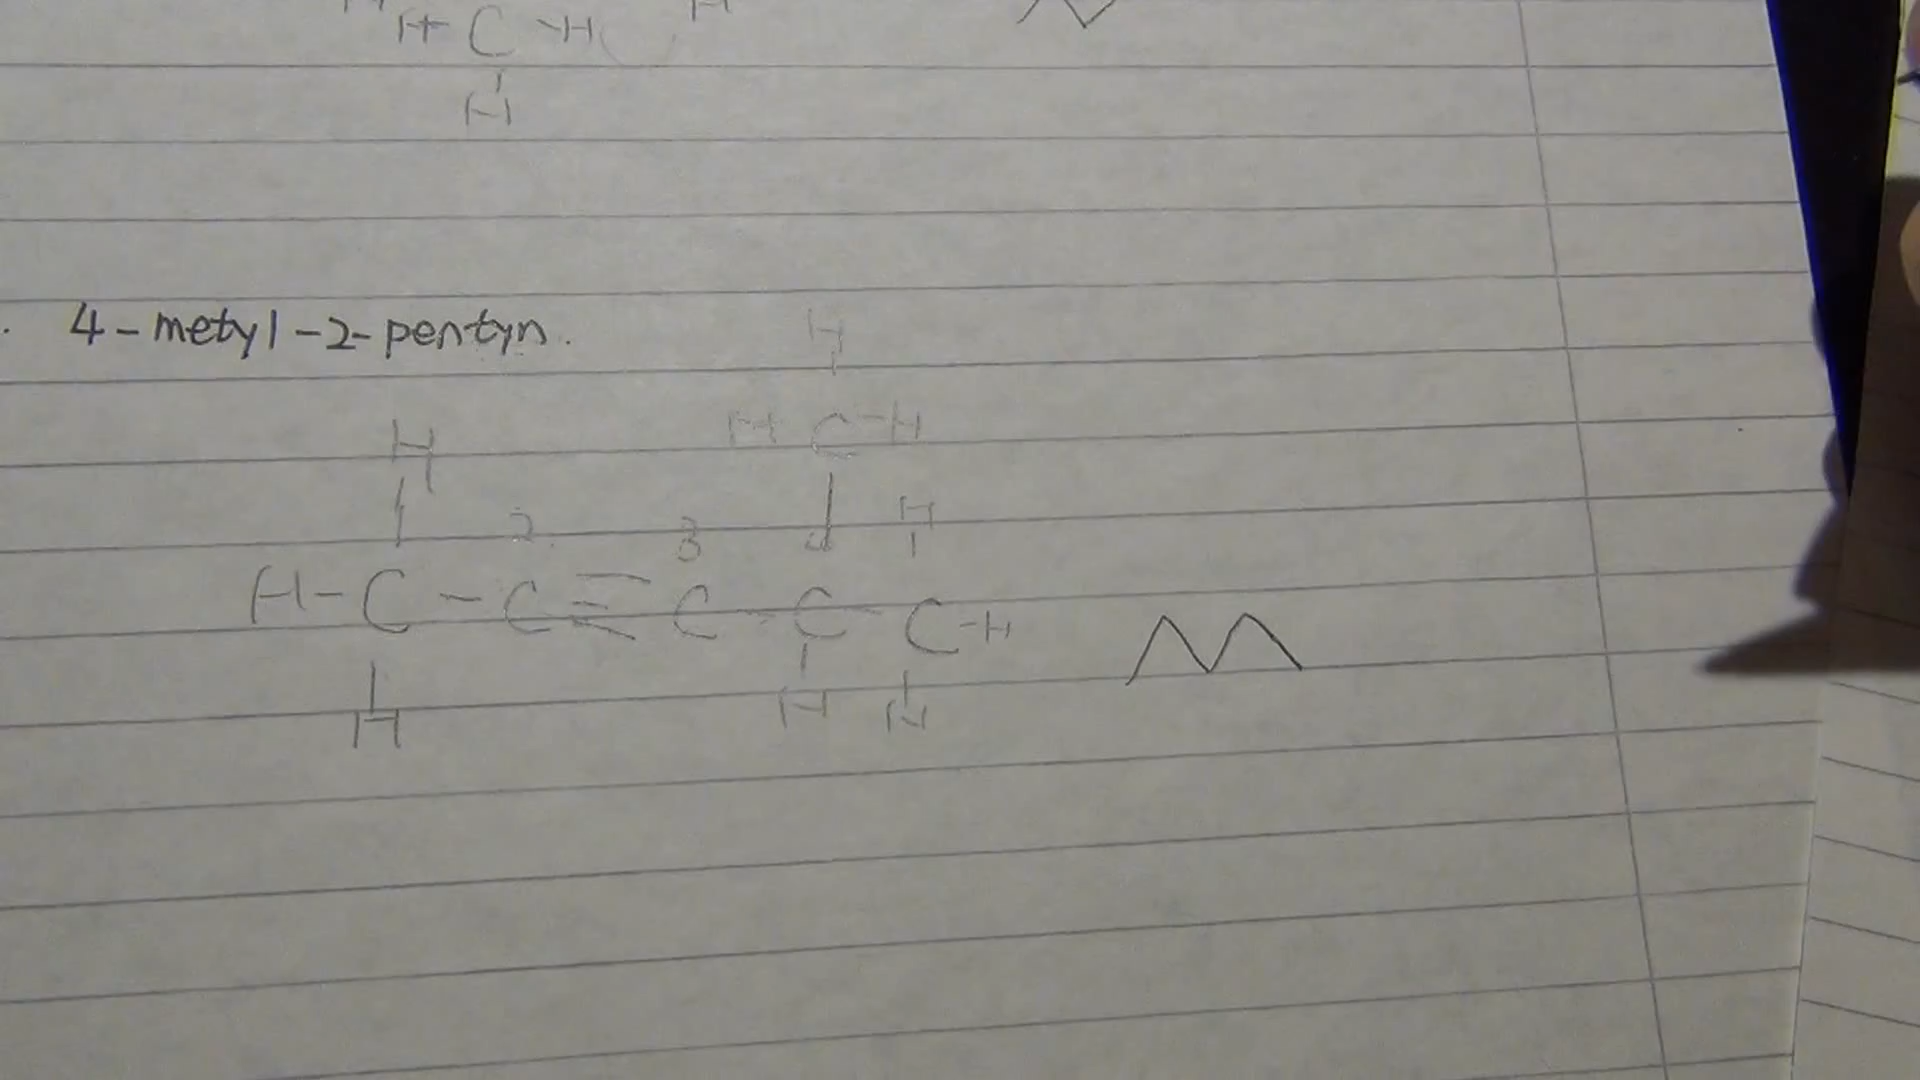 H H
H C - H
H
4 - metyl - 2 - pentyn.
H
H H C - H
2 3 4 H
H - C - C ≡ C - C - C - H
H H H